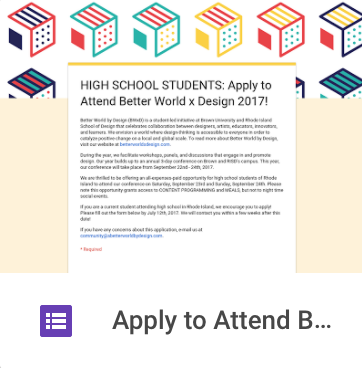 HIGH SCHOOL STUDENTS: Apply to
Attend Better World x Design 2017!
Better World by Design (BWxD) is a student-led initiative at Brown University and Rhode Island
School of Design that celebrates collaboration between designers, artists, educators, innovators,
and learners. We envision a world where design thinking is accessible to everyone in order to
catalyze positive change on a local and global scale. To read more about Better World by Design,
visit our website at betterworldxdesign.com.
During the year, we facilitate workshops, panels, and discussions that engage in and promote
design. Our year builds up to an annual 3-day conference on Brown and RISD's campus. This year,
our conference will take place from September 22nd - 24th, 2017.
We are thrilled to be offering an all-expenses-paid opportunity for high school students of Rhode
Island to attend our conference on Saturday, September 23rd and Sunday, September 24th. Please
note this opportunity grants access to CONTENT PROGRAMMING and MEALS, but not to night time
social events.
If you are a current student attending high school in Rhode Island, we encourage you to apply!
Please fill out the form below by July 12th, 2017. We will contact you within a few weeks after this
date!
If you have any concerns about this application, e-mail us at
community@abetterworldbydesign.com.
* Required
Apply to Attend B...